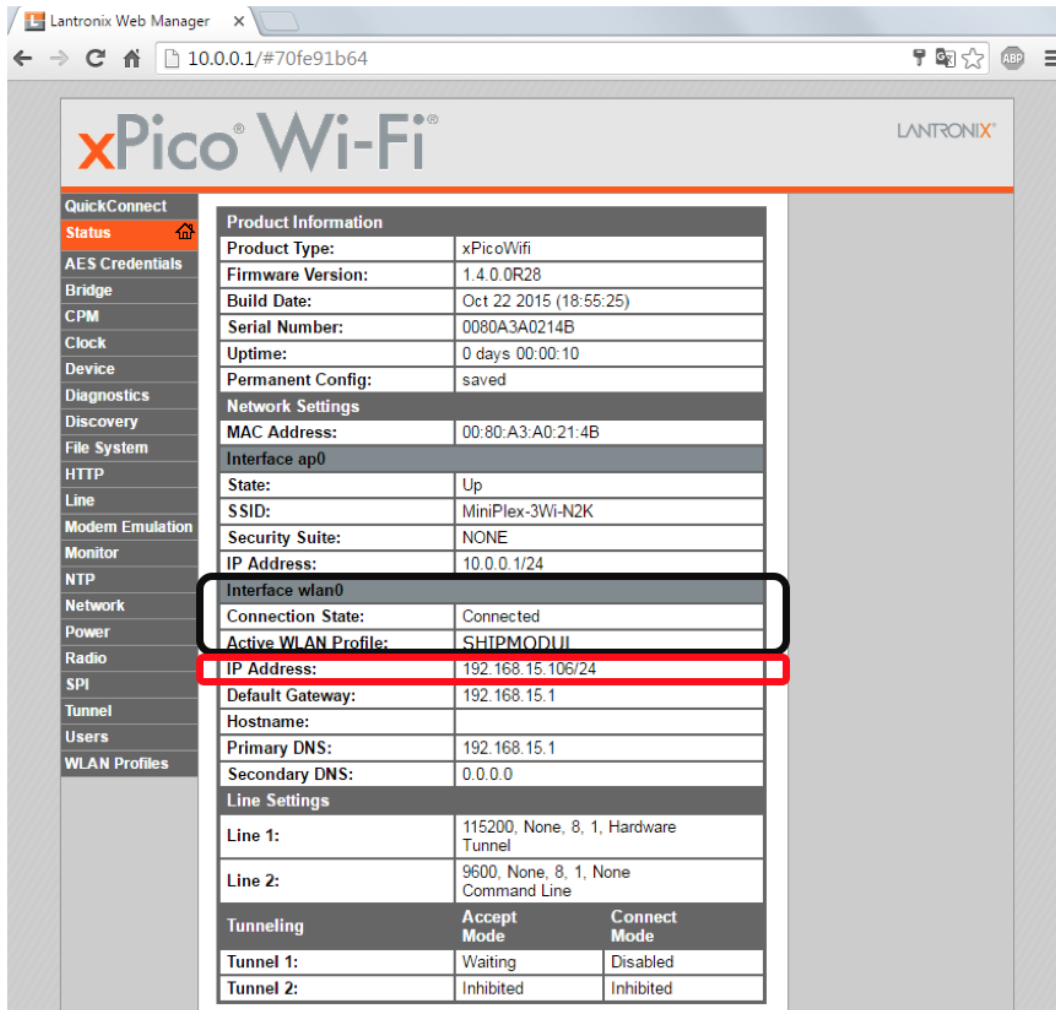 Lantronix Web Manager
10.0.0.1/#70fe91b64
ABP
xPico® Wi-Fi®
LANTRONIX®
QuickConnect
Status
AES Credentials
Bridge
CPM
Clock
Device
Diagnostics
Discovery
File System
HTTP
Line
Modem Emulation
Monitor
NTP
Network
Power
Radio
SPI
Tunnel
Users
WLAN Profiles
Product Information
Product Type: xPicoWifi
Firmware Version: 1.4.0.0R28
Build Date: Oct 22 2015 (18:55:25)
Serial Number: 0080A3A0214B
Uptime: 0 days 00:00:10
Permanent Config: saved
Network Settings
MAC Address: 00:80:A3:A0:21:4B
Interface ap0
State: Up
SSID: MiniPlex-3Wi-N2K
Security Suite: NONE
IP Address: 10.0.0.1/24
Interface wlan0
Connection State: Connected
Active WLAN Profile: SHIPMODUL
IP Address: 192.168.15.106/24
Default Gateway: 192.168.15.1
Hostname:
Primary DNS: 192.168.15.1
Secondary DNS: 0.0.0.0
Line Settings
Line 1: 115200, None, 8, 1, Hardware
Tunnel
Line 2: 9600, None, 8, 1, None
Command Line
Tunneling Accept Mode Connect Mode
Tunnel 1: Waiting Disabled
Tunnel 2: Inhibited Inhibited